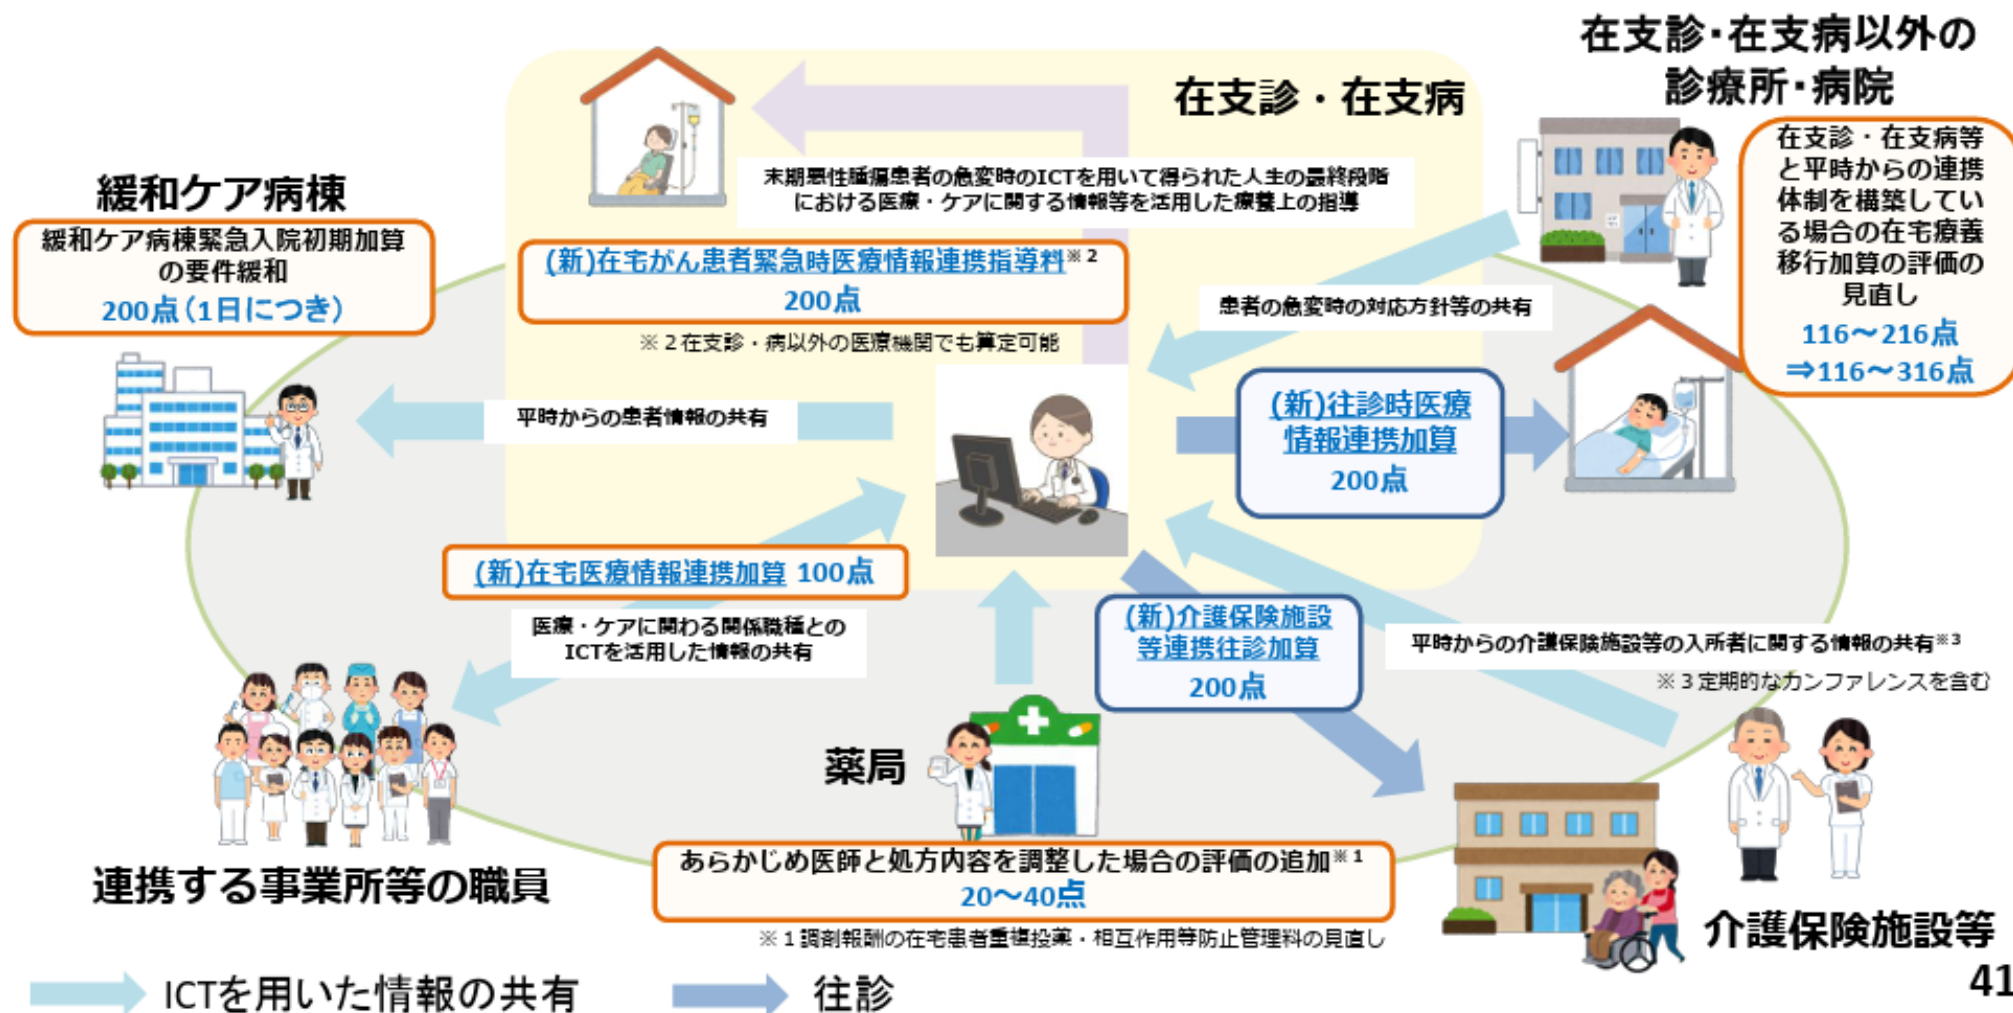 在支診・在支病以外の
診療所・病院
在支診・在支病
在支診・在支病等
と平時からの連携
体制を構築してい
る場合の在宅療養
移行加算の評価の
見直し
116～216点
⇒116～316点
末期悪性腫瘍患者の急変時のICTを用いて得られた人生の最終段階
における医療・ケアに関する情報等を活用した療養上の指導
緩和ケア病棟
緩和ケア病棟緊急入院初期加算
の要件緩和
200点（1日につき）
(新)在宅がん患者緊急時医療情報連携指導料※2
200点
※２在支診・病以外の医療機関でも算定可能
患者の急変時の対応方針等の共有
平時からの患者情報の共有
(新)往診時医療
情報連携加算
200点
(新)在宅医療情報連携加算 100点
医療・ケアに関わる関係職種との
ICTを活用した情報の共有
(新)介護保険施設
等連携往診加算
200点
平時からの介護保険施設等の入所者に関する情報の共有※3
※３定期的なカンファレンスを含む
薬局
あらかじめ医師と処方内容を調整した場合の評価の追加※1
20～40点
※１調剤報酬の在宅患者重複投薬・相互作用等防止管理料の見直し
連携する事業所等の職員
介護保険施設等
41
ICTを用いた情報の共有
往診